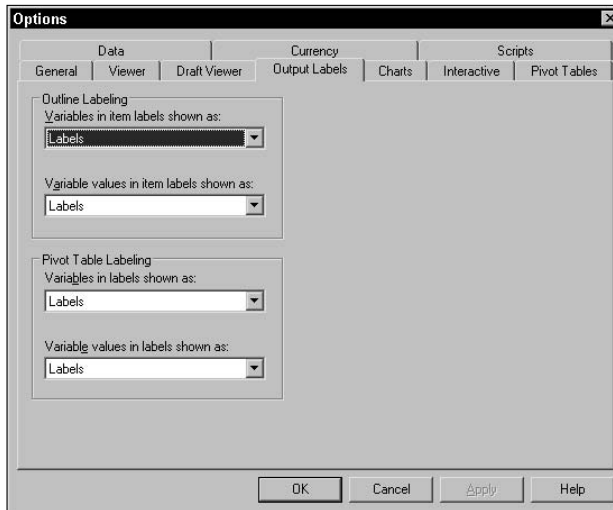 Options
Data Currency Scripts
General Viewer Draft Viewer Output Labels Charts Interactive Pivot Tables
Outline Labeling
Variables in item labels shown as:
Labels
Variable values in item labels shown as:
Labels
Pivot Table Labeling
Variables in labels shown as:
Labels
Variable values in labels shown as:
Labels
OK Cancel Apply Help